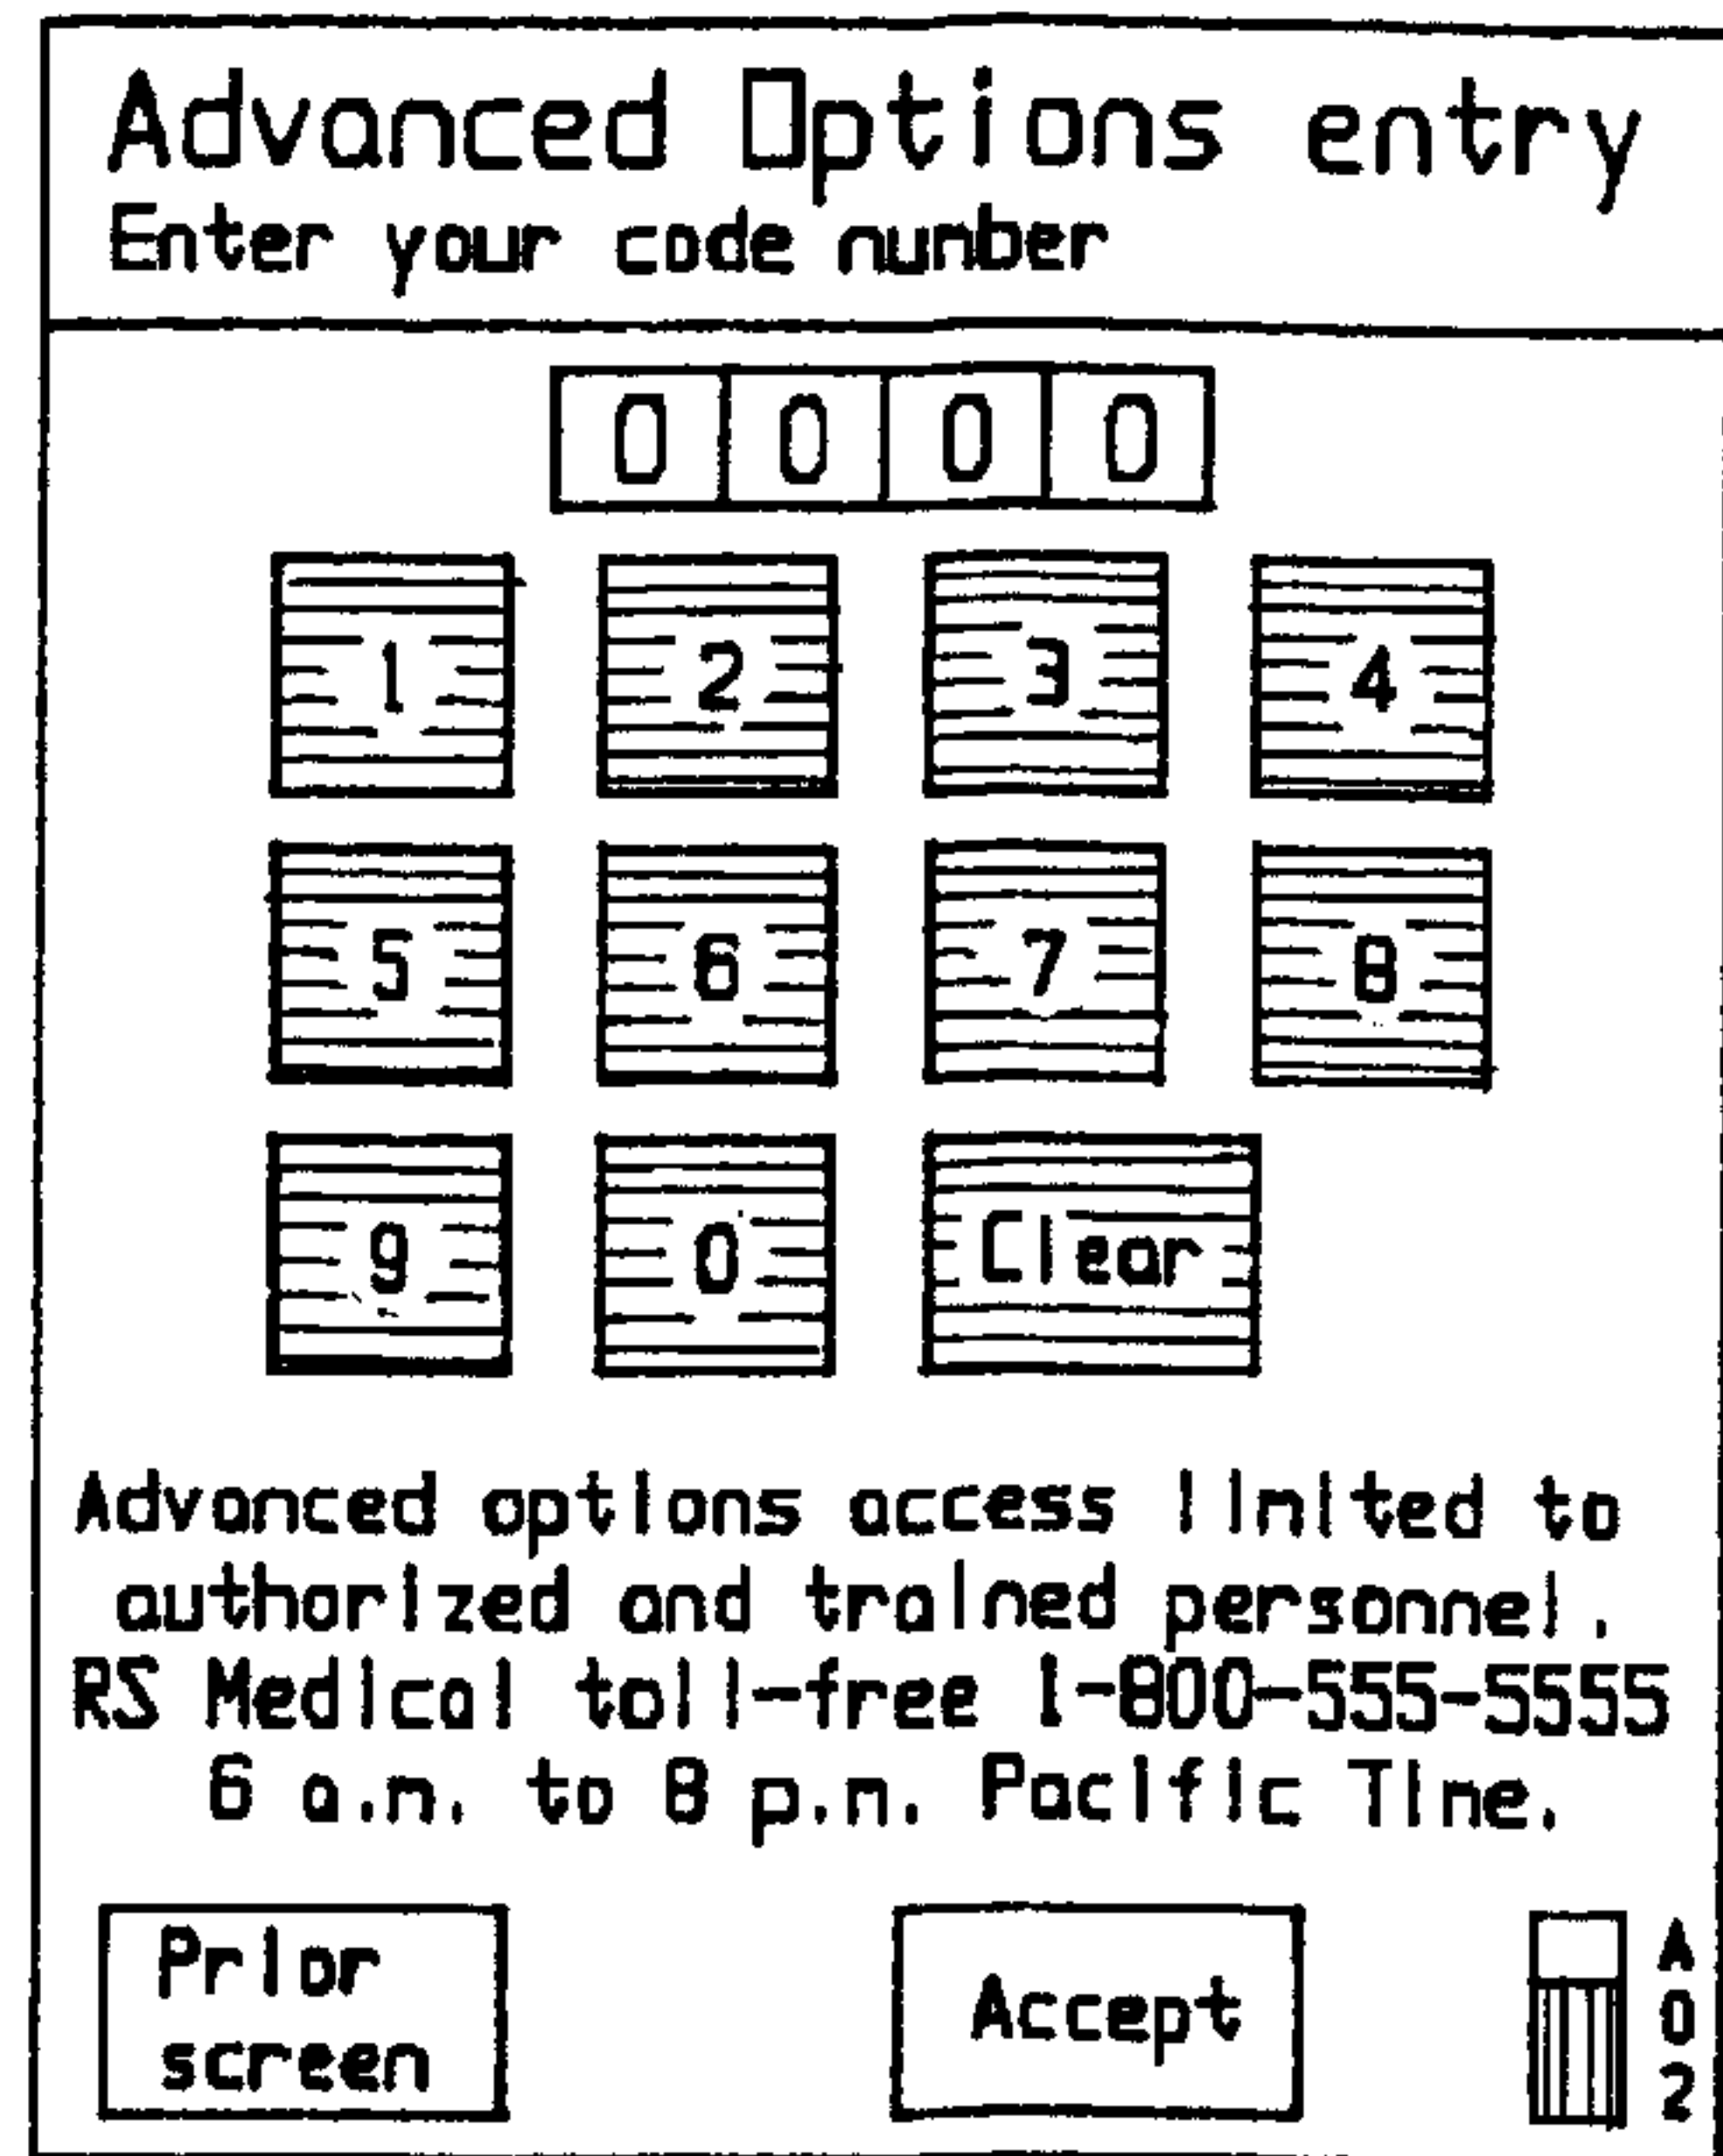 Advanced Options entry
Enter your code number
0 0 0 0
1 2 3 4
5 6 7 8
9 0 Clear
Advanced options access limited to
authorized and trained personnel.
RS Medical toll-free 1-800-555-5555
6 a.m. to 8 p.m. Pacific Time.
Prior
screen
Accept
A02